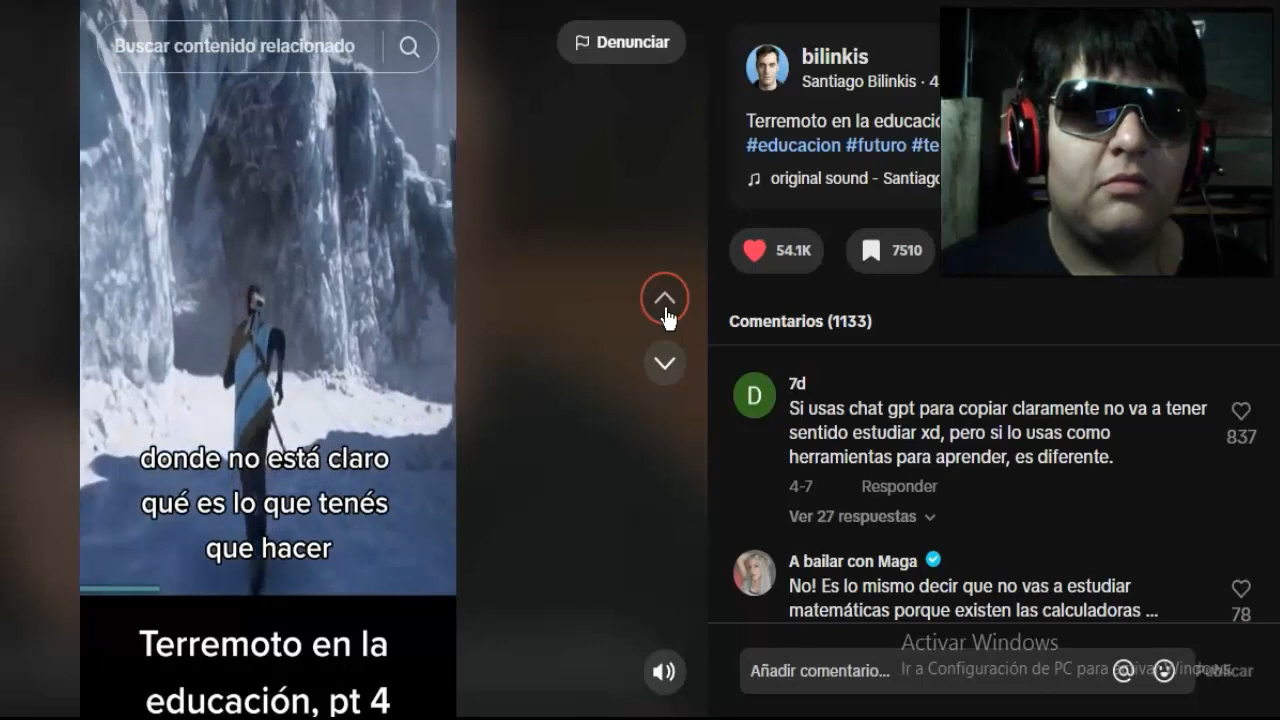 Buscar contenido relacionado
Denunciar
donde no está claro
qué es lo que tenés
que hacer
Terremoto en la
educación, pt 4
bilinkis
Santiago Bilinkis · 4
Terremoto en la educacio
#educacion #futuro #te
original sound - Santiago
54.1K
7510
Comentarios (1133)
D
7d
Si usas chat gpt para copiar claramente no va a tener
sentido estudiar xd, pero si lo usas como
herramientas para aprender, es diferente.
837
4-7 Responder
Ver 27 respuestas
A bailar con Maga
No! Es lo mismo decir que no vas a estudiar
matemáticas porque existen las calculadoras ...
78
Activar Windows
Ir a Configuración de PC para activar Windows.
Añadir comentario...
Publicar